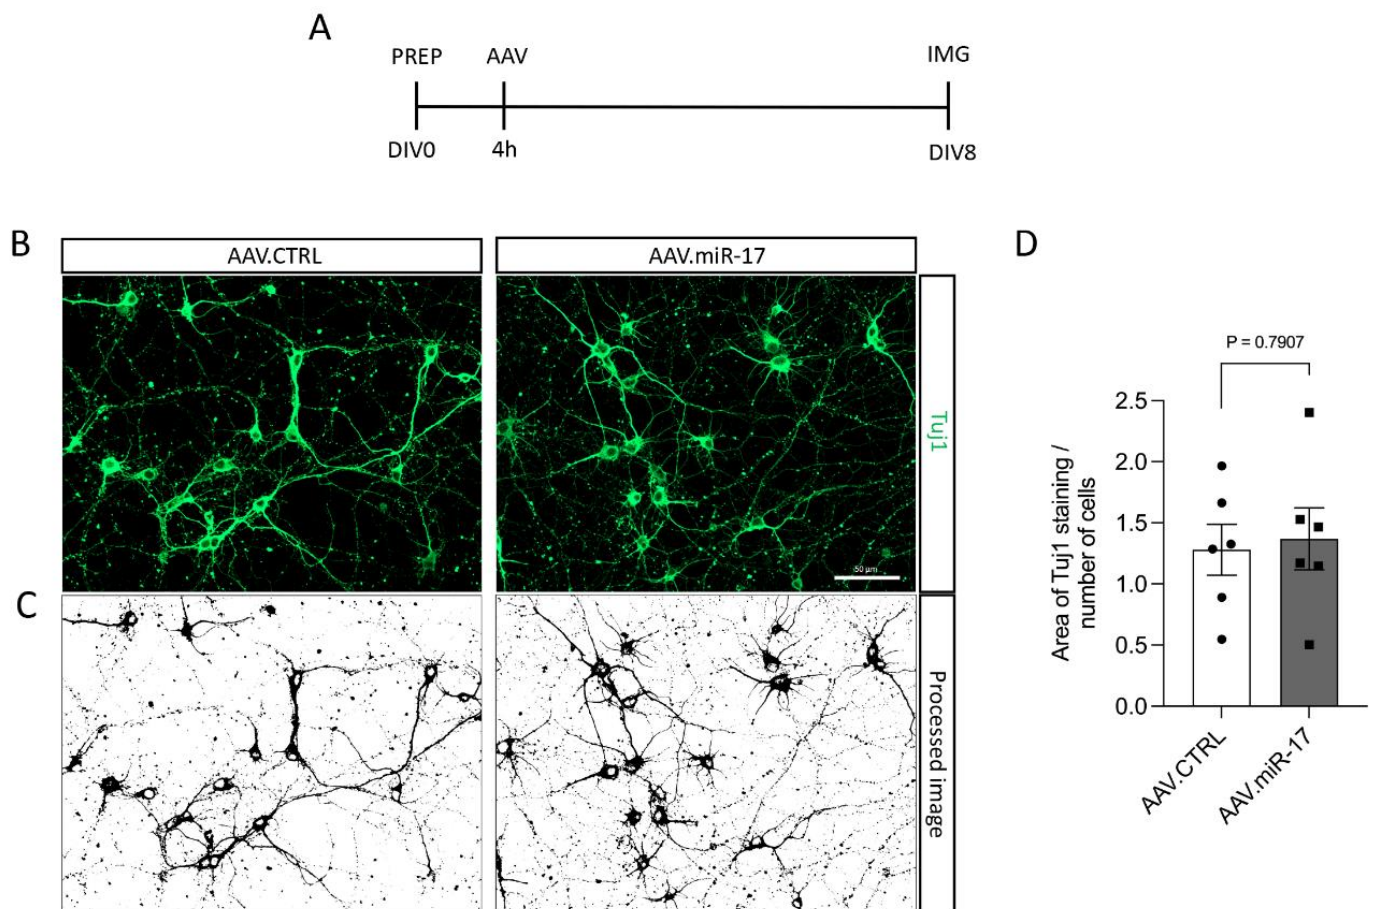 A
PREP AAV IMG
DIV0 4h DIV8
B
AAV.CTRL AAV.miR-17
Tuj1
50 µm
C
Processed image
D
P = 0.7907
Area of Tuj1 staining /
number of cells
2.5
2.0
1.5
1.0
0.5
0.0
AAV.CTRL
AAV.miR-17